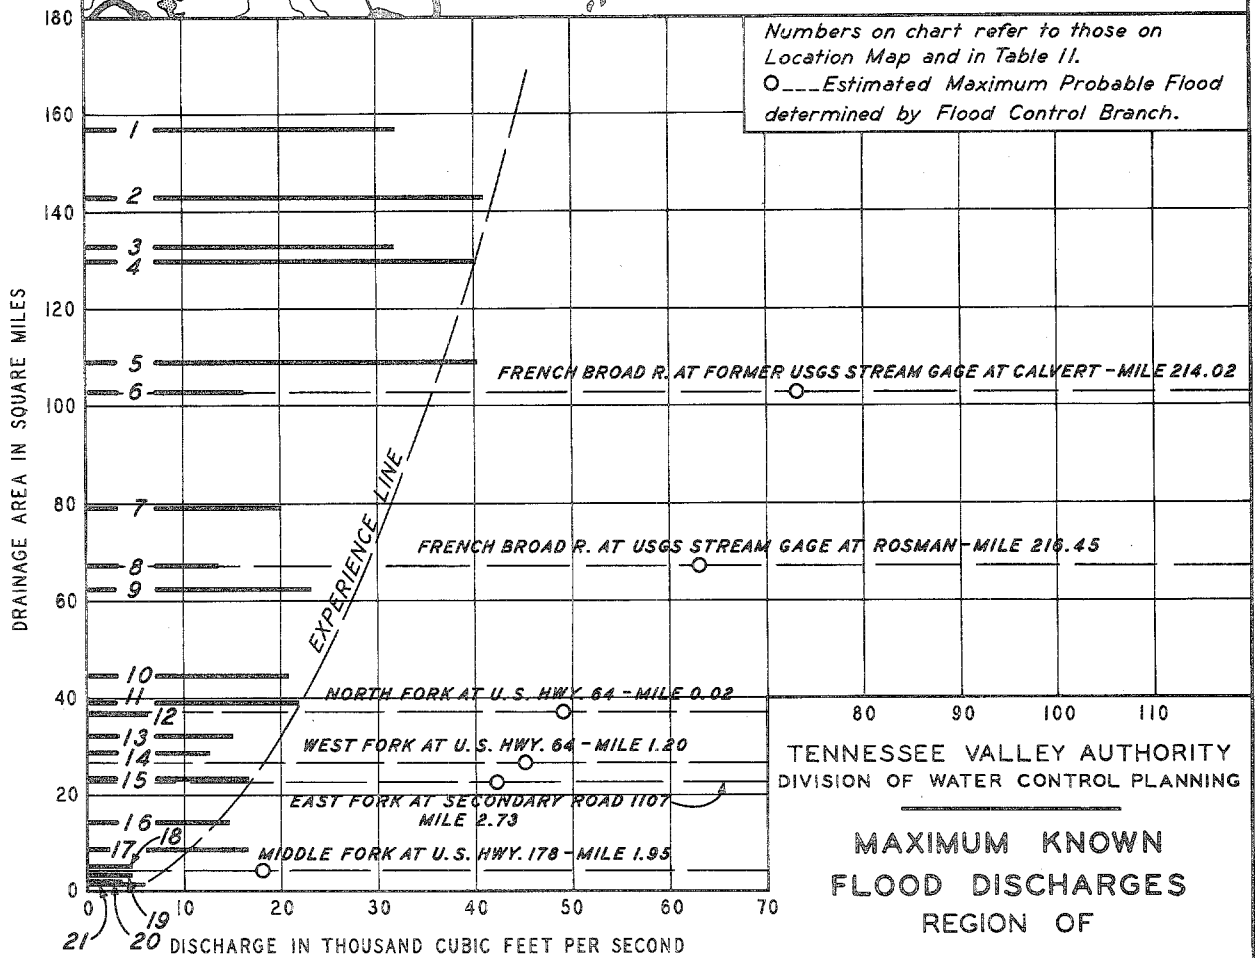 180
Numbers on chart refer to those on
Location Map and in Table 11.
O___Estimated Maximum Probable Flood
determined by Flood Control Branch.
160
1
2
140
3
4
120
5
FRENCH BROAD R. AT FORMER USGS STREAM GAGE AT CALVERT-MILE 214.02
6
100
DRAINAGE AREA IN SQUARE MILES
EXPERIENCE LINE
80
7
FRENCH BROAD R. AT USGS STREAM GAGE AT ROSMAN-MILE 216.45
8
9
60
10
NORTH FORK AT U.S. HWY. 64-MILE 0.02
40
11
12
80 90 100 110
13
WEST FORK AT U.S. HWY. 64-MILE 1.20
14
15
20
EAST FORK AT SECONDARY ROAD 1107
MILE 2.73
16
18
17
MIDDLE FORK AT U.S. HWY. 178-MILE 1.95
0
0 10 20 30 40 50 60 70
19
21 20
DISCHARGE IN THOUSAND CUBIC FEET PER SECOND
TENNESSEE VALLEY AUTHORITY
DIVISION OF WATER CONTROL PLANNING
MAXIMUM KNOWN
FLOOD DISCHARGES
REGION OF